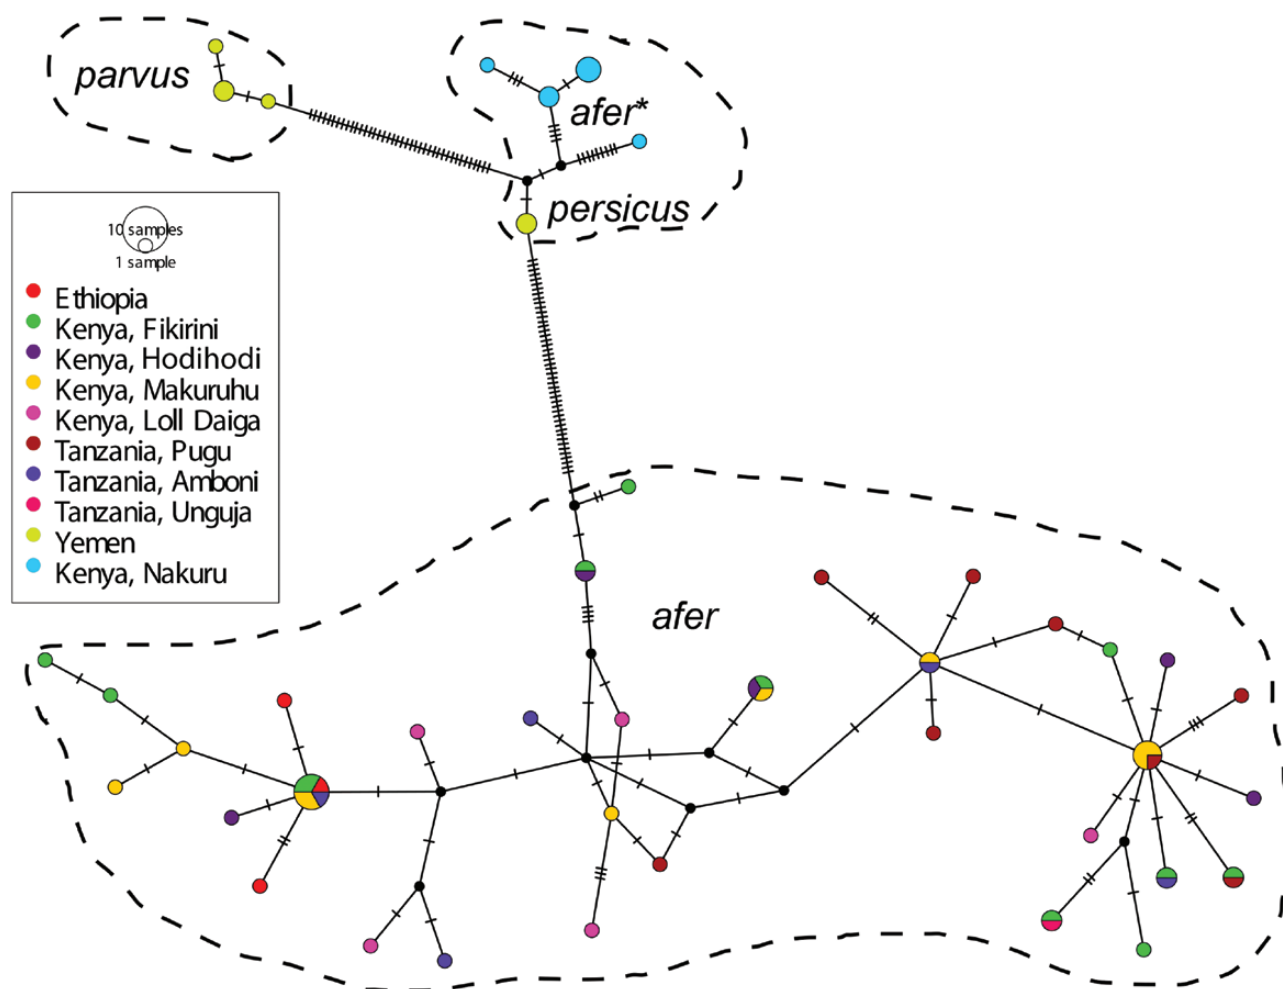 parvus
afer*
persicus
10 samples
1 sample
Ethiopia
Kenya, Fikirini
Kenya, Hodihodi
Kenya, Makuruhu
Kenya, Loll Daiga
Tanzania, Pugu
Tanzania, Amboni
Tanzania, Unguja
Yemen
Kenya, Nakuru
afer